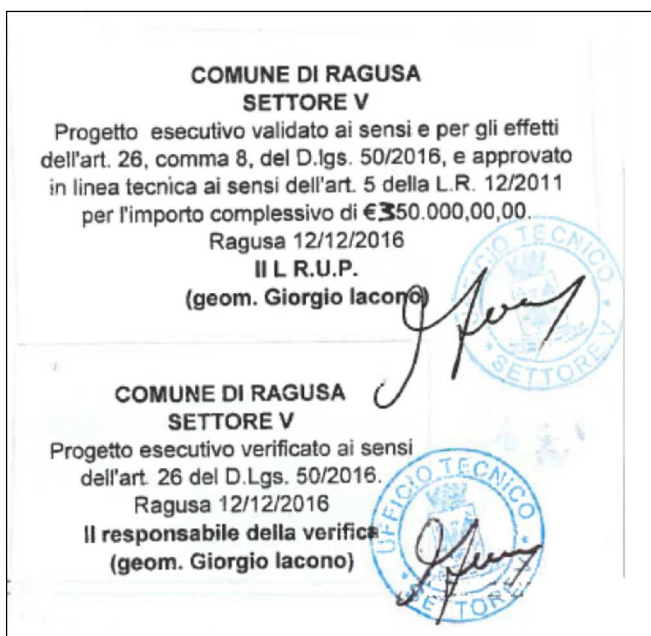 COMUNE DI RAGUSA
SETTORE V
Progetto esecutivo validato ai sensi e per gli effetti
dell'art. 26, comma 8, del D.lgs. 50/2016, e approvato
in linea tecnica ai sensi dell'art. 5 della L.R. 12/2011
per l'importo complessivo di €350.000,00,00.
Ragusa 12/12/2016
Il L R.U.P.
(geom. Giorgio Iacono)
UFFICIO TECNICO
* SETTORE V *
COMUNE DI RAGUSA
SETTORE V
Progetto esecutivo verificato ai sensi
dell'art. 26 del D.Lgs. 50/2016.
Ragusa 12/12/2016
Il responsabile della verifica
(geom. Giorgio Iacono)
UFFICIO TECNICO
* SETTORE V *